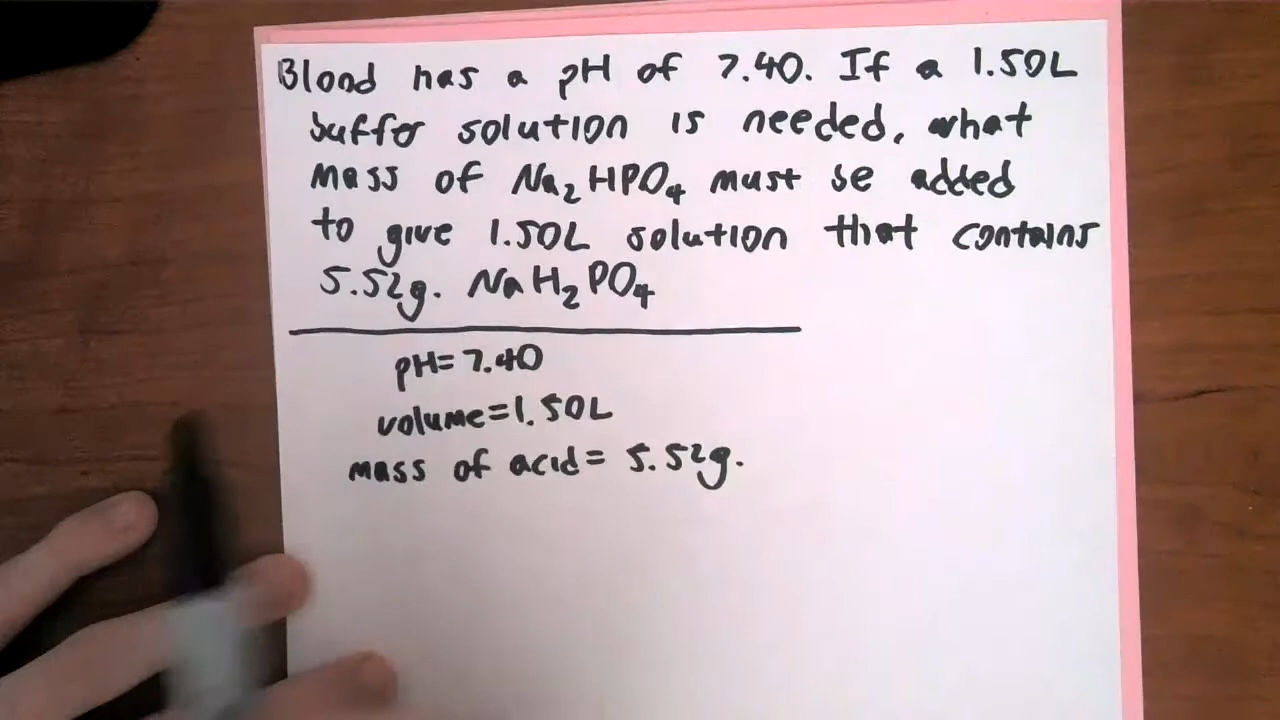 Blood has a pH of 7.40. If a 1.50L
buffer solution is needed, what
mass of Na₂HPO₄ must be added
to give 1.50L solution that contains
5.52g. NaH₂PO₄
pH=7.40
volume=1.50L
mass of acid= 5.52g.